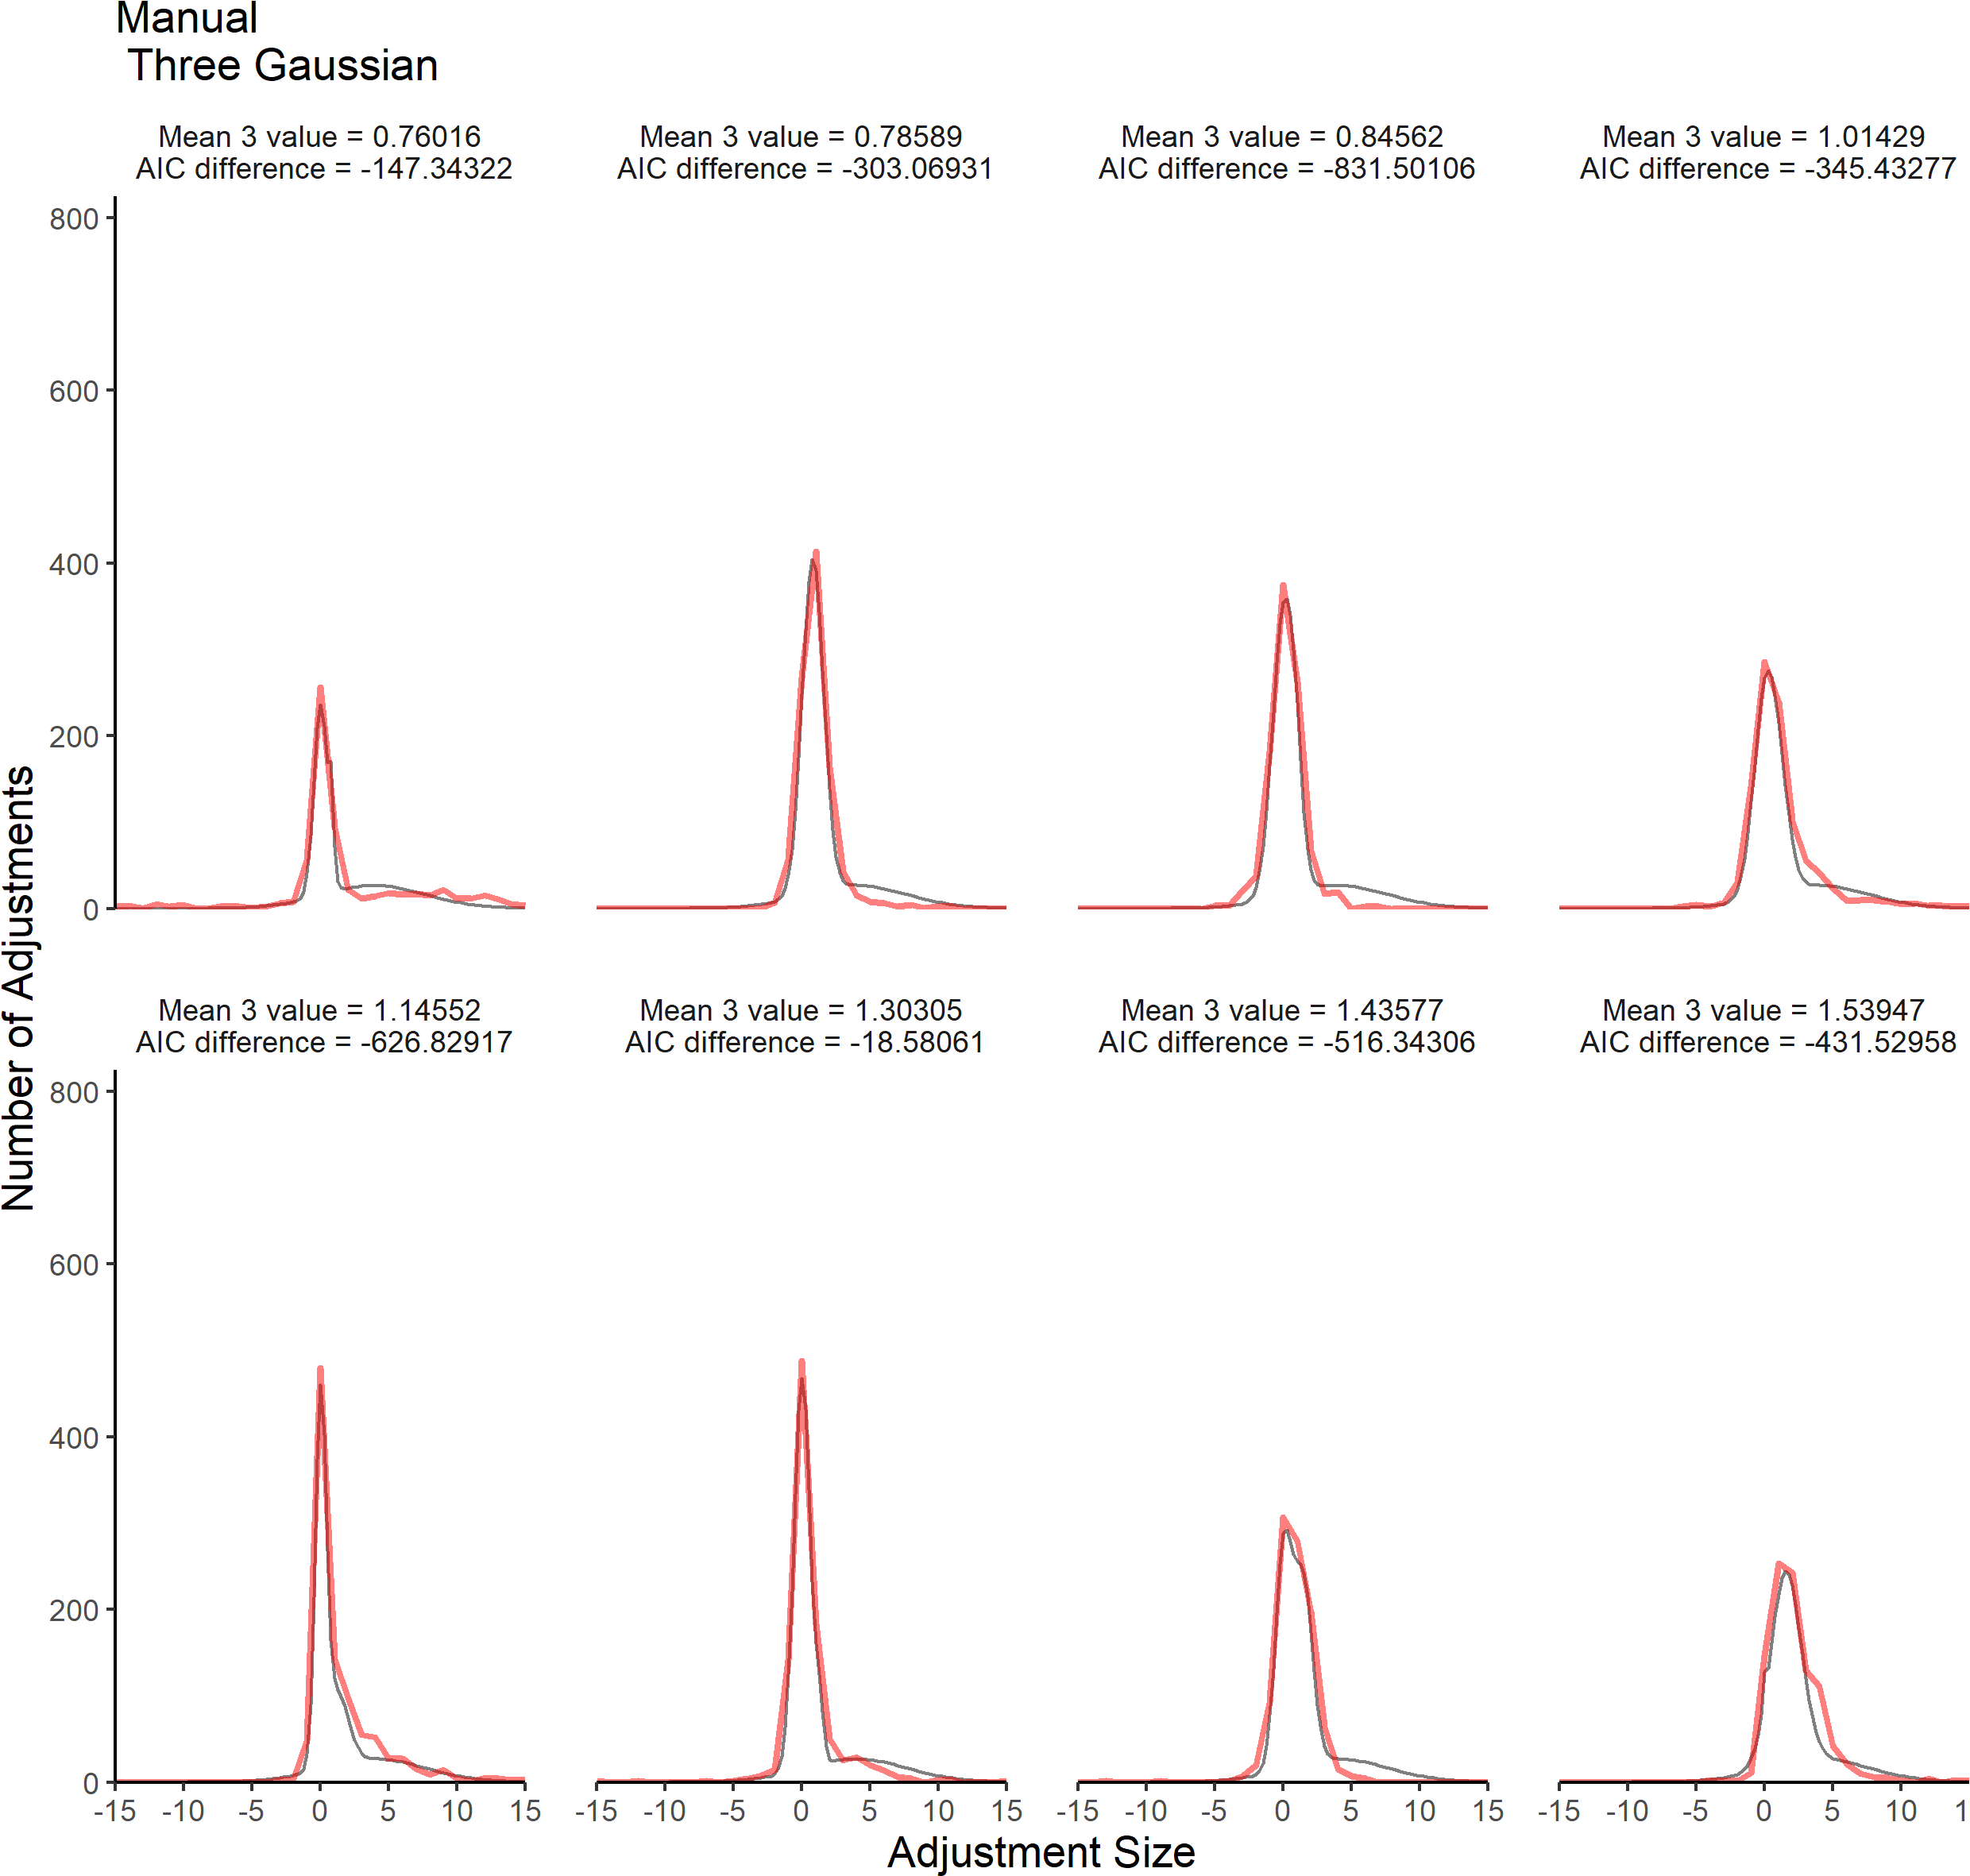 Manual
Three Gaussian
Mean 3 value = 0.76016
AIC difference = -147.34322
Mean 3 value = 0.78589
AIC difference = -303.06931
Mean 3 value = 0.84562
AIC difference = -831.50106
Mean 3 value = 1.01429
AIC difference = -345.43277
800
600
400
200
0
Number of Adjustments
Mean 3 value = 1.14552
AIC difference = -626.82917
Mean 3 value = 1.30305
AIC difference = -18.58061
Mean 3 value = 1.43577
AIC difference = -516.34306
Mean 3 value = 1.53947
AIC difference = -431.52958
800
600
400
200
0
-15 -10 -5 0 5 10 15
-15 -10 -5 0 5 10 15
-15 -10 -5 0 5 10 15
-15 -10 -5 0 5 10 1
Adjustment Size